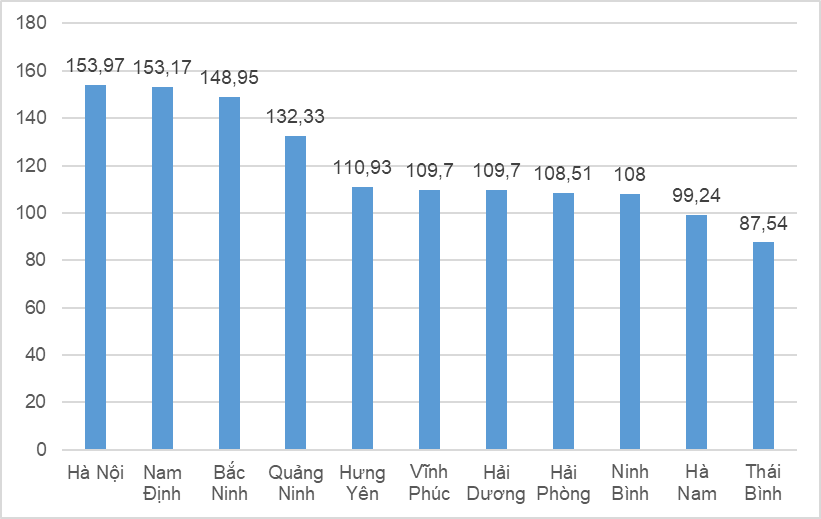 180
160
140
120
100
80
60
40
20
0
153,97
153,17
148,95
132,33
110,93
109,7
109,7
108,51
108
99,24
87,54
Hà Nội
Nam
Định
Bắc
Ninh
Quảng
Ninh
Hưng
Yên
Vĩnh
Phúc
Hải
Dương
Hải
Phòng
Ninh
Bình
Hà
Nam
Thái
Bình